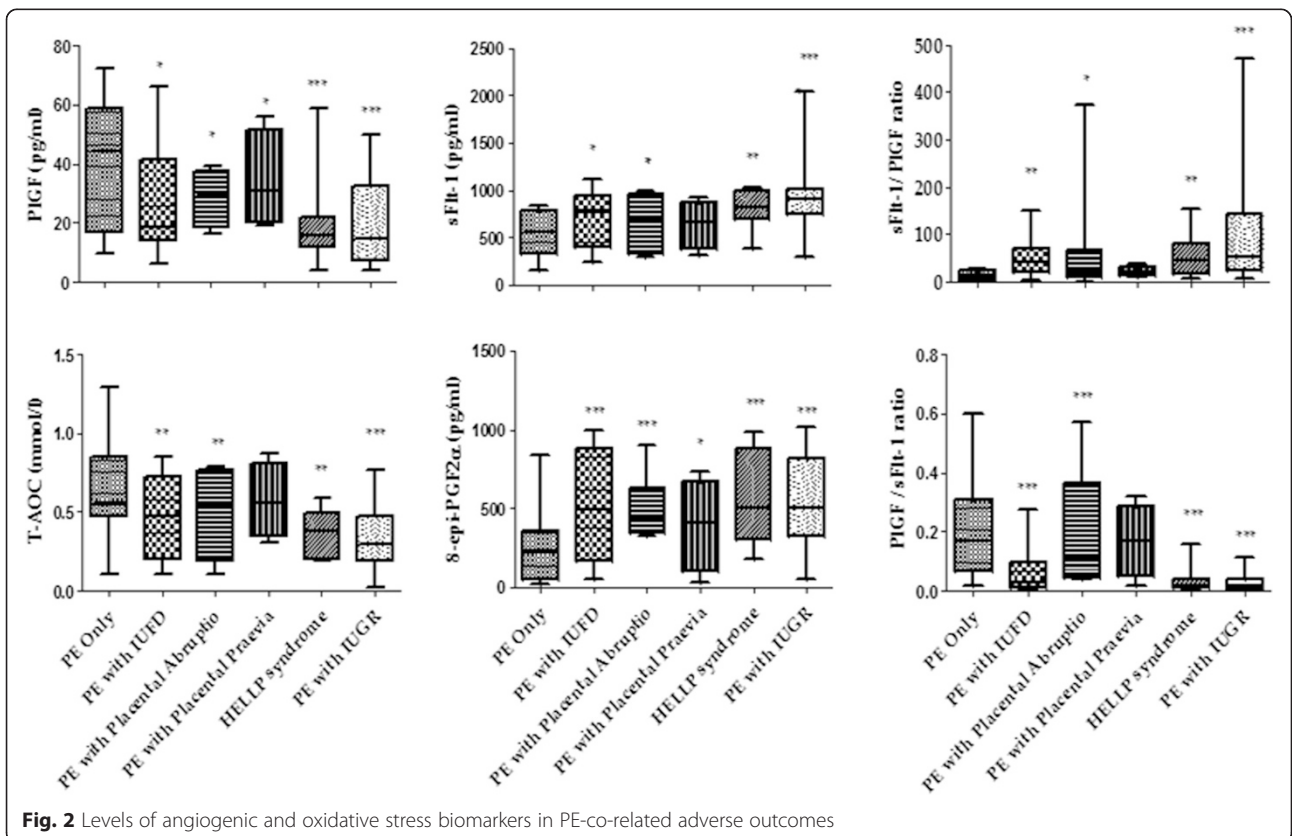 PlGF (pg/ml)
80
60
40
20
0
*
*
*
***
***
sFlt-1 (pg/ml)
2500
2000
1500
1000
500
0
*
*
**
***
sFlt-1/ PlGF ratio
500
400
300
200
100
0
**
*
**
***
T-AOC (mmol/l)
1.5
1.0
0.5
0.0
**
**
**
***
PE Only
PE with IUFD
PE with Placental Abruptio
PE with Placental Praevia
HELLP syndrome
PE with IUGR
8-epi-PGF2α (pg/ml)
1500
1000
500
0
***
***
*
***
***
PE Only
PE with IUFD
PE with Placental Abruptio
PE with Placental Praevia
HELLP syndrome
PE with IUGR
PlGF / sFlt-1 ratio
0.8
0.6
0.4
0.2
0.0
***
***
***
***
PE Only
PE with IUFD
PE with Placental Abruptio
PE with Placental Praevia
HELLP syndrome
PE with IUGR
Fig. 2 Levels of angiogenic and oxidative stress biomarkers in PE-co-related adverse outcomes